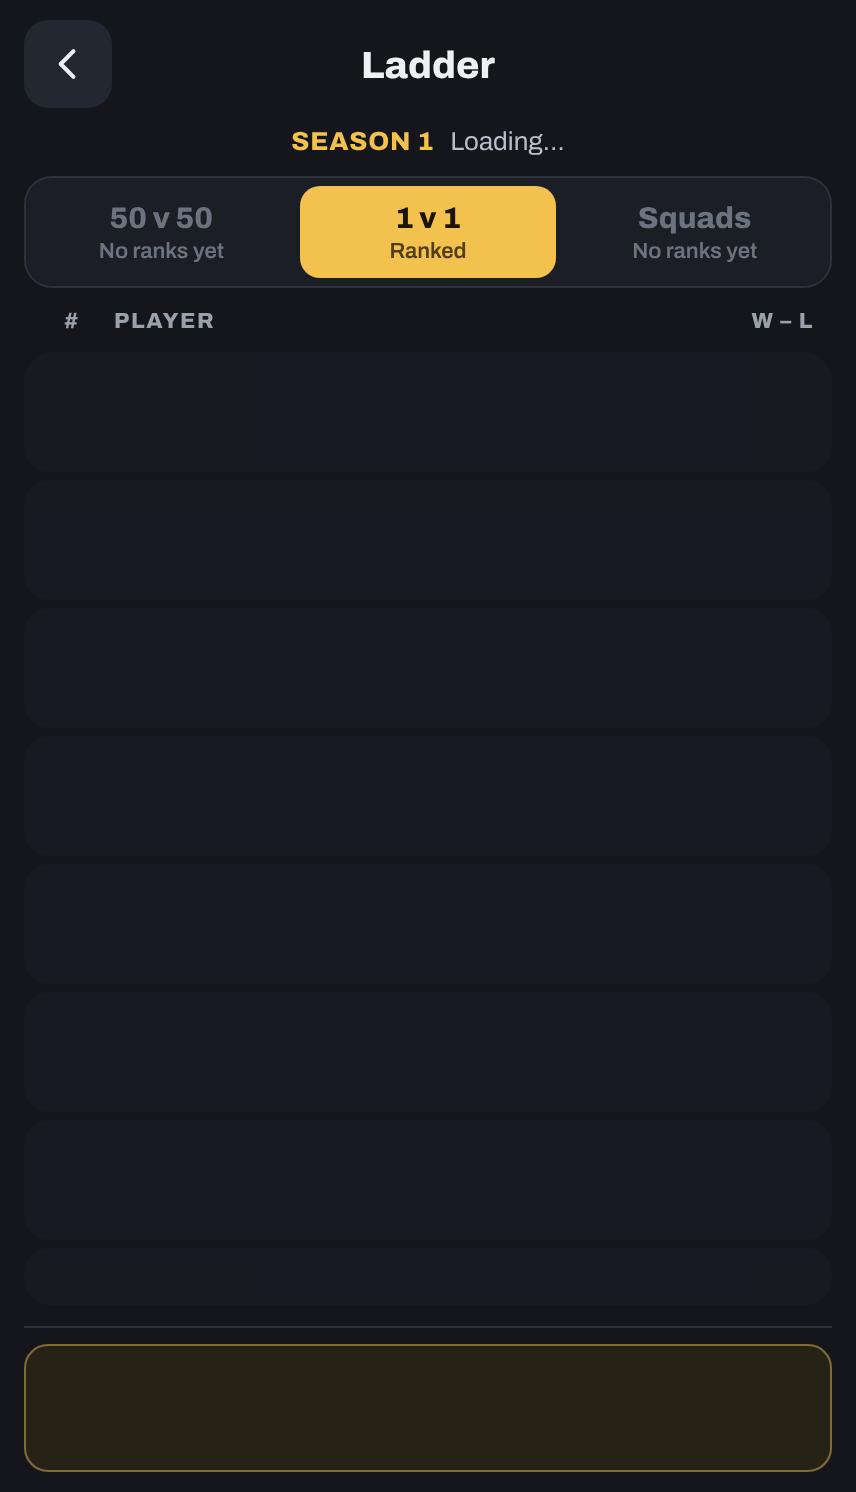 Ladder
SEASON 1 Loading...
50 v 50
No ranks yet
1 v 1
Ranked
Squads
No ranks yet
# PLAYER W – L